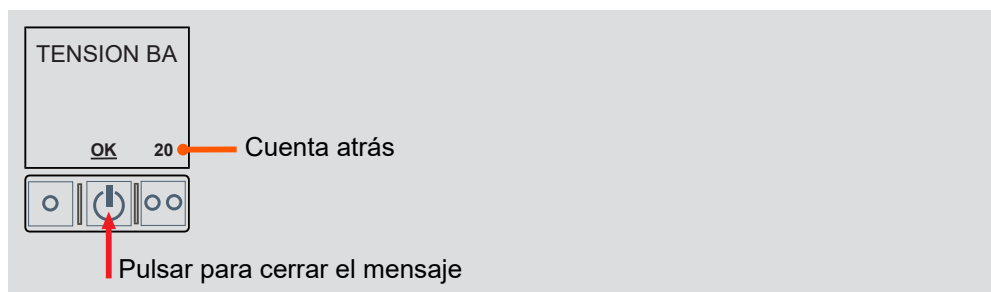 TENSION BA
OK 20
Cuenta atrás
Pulsar para cerrar el mensaje